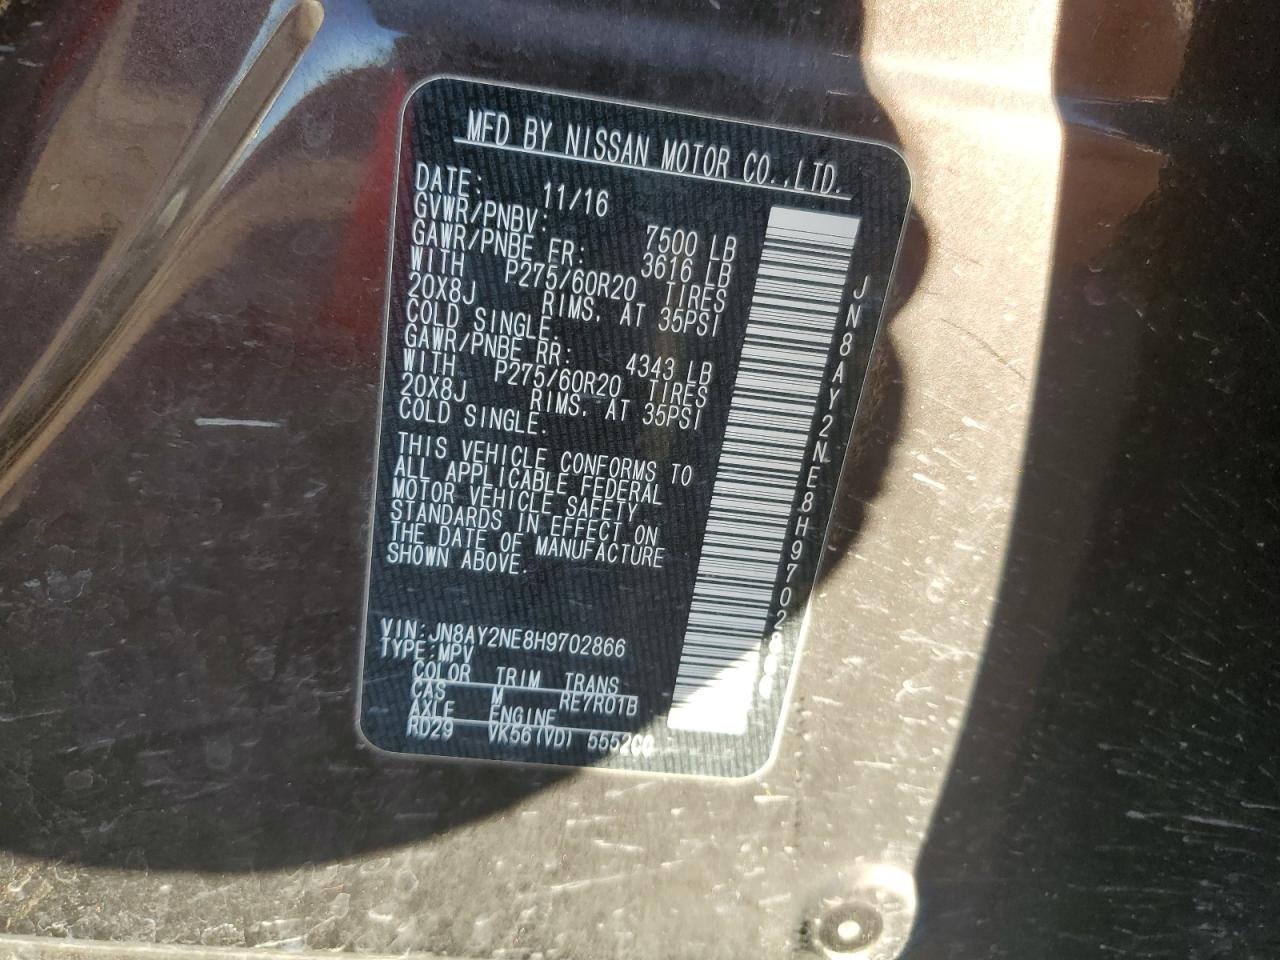 MFD BY NISSAN MOTOR CO.,LTD.
DATE: 11/16
GVWR/PNBV: 7500 LB
GAWR/PNBE FR: 3616 LB
WITH P275/60R20 TIRES
20X8J RIMS. AT 35PSI
COLD SINGLE.
GAWR/PNBE RR: 4343 LB
WITH P275/60R20 TIRES
20X8J RIMS. AT 35PSI
COLD SINGLE.
THIS VEHICLE CONFORMS TO
ALL APPLICABLE FEDERAL
MOTOR VEHICLE SAFETY
STANDARDS IN EFFECT ON
THE DATE OF MANUFACTURE
SHOWN ABOVE.
VIN:JN8AY2NE8H9702866
TYPE:MPV
COLOR TRIM TRANS
CAS M RE7R01B
AXLE ENGINE
RD29 VK56(VD) 5552CC
JN8AY2NE8H9702866